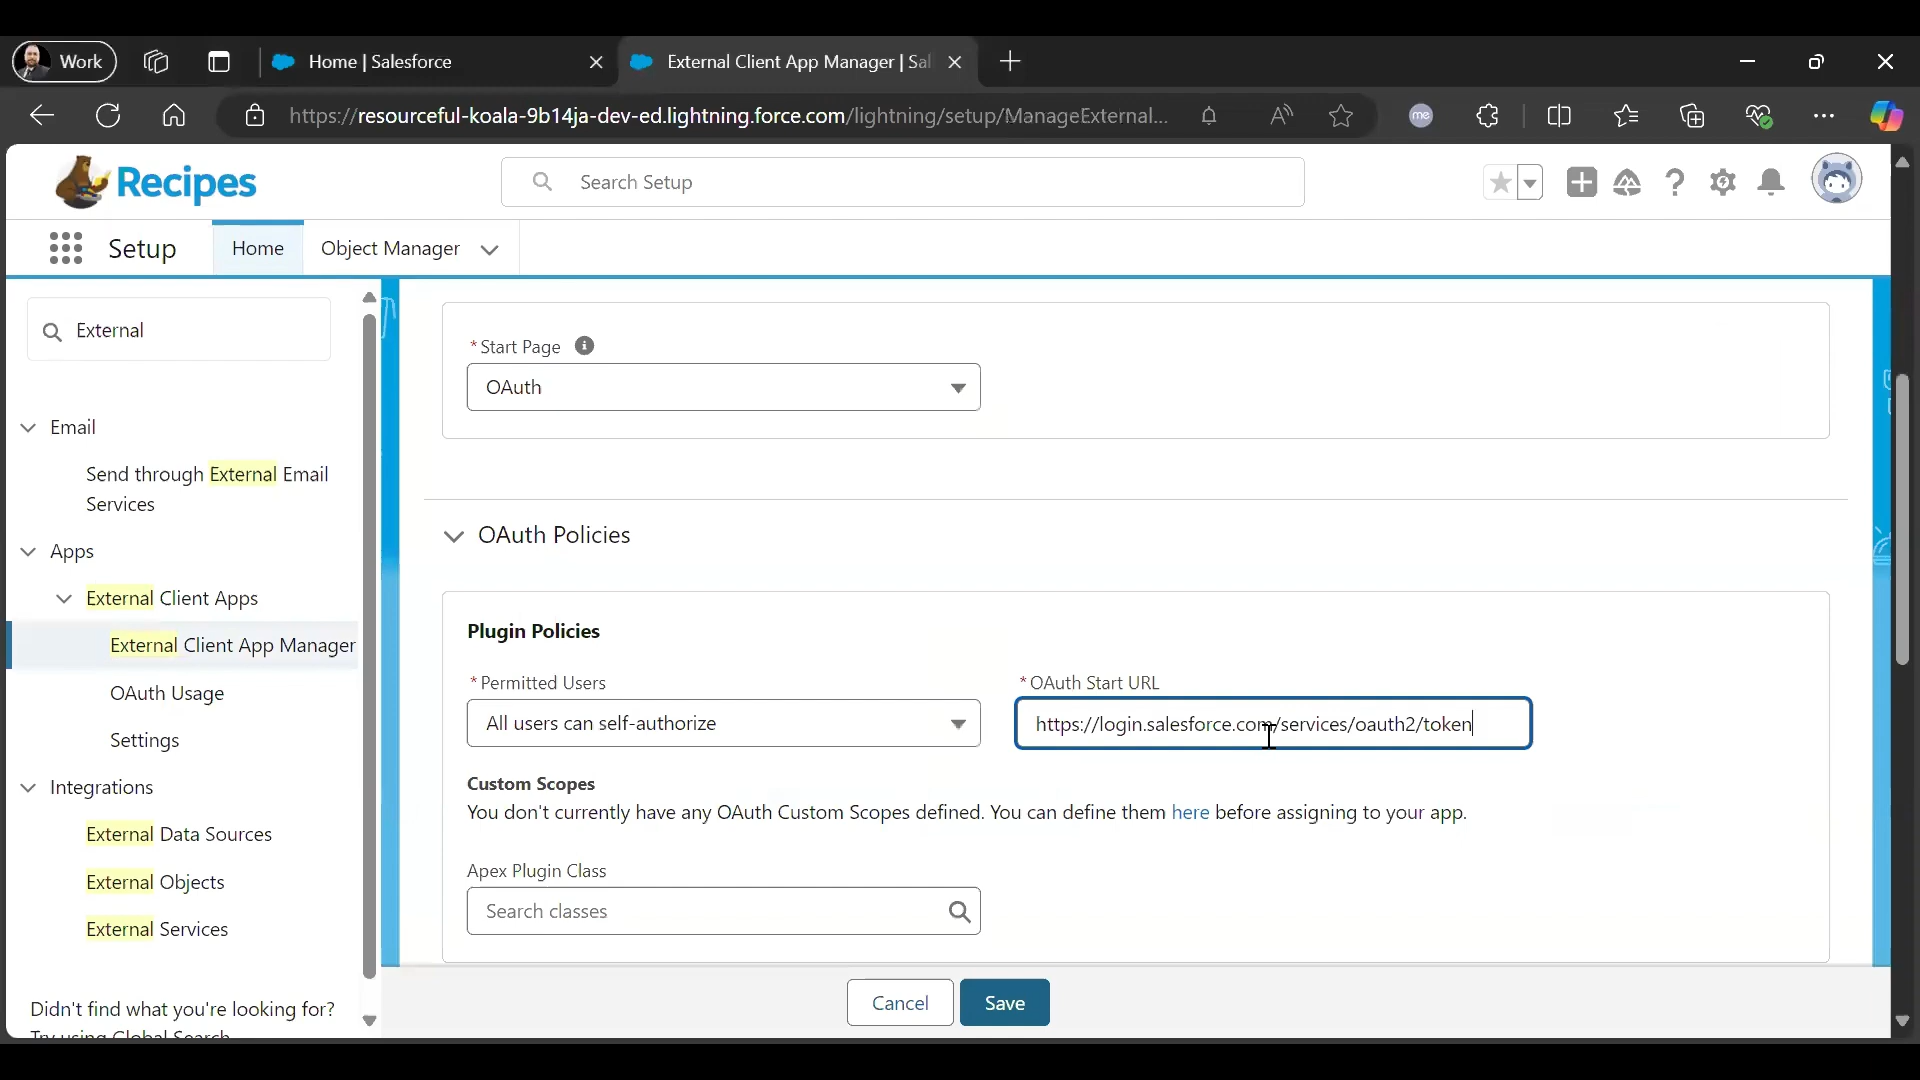 Work
Home | Salesforce
External Client App Manager | Sal
https://resourceful-koala-9b14ja-dev-ed.lightning.force.com/lightning/setup/ManageExternal...
me
Recipes
Search Setup
Setup
Home
Object Manager
External
Email
Send through External Email
Services
Apps
External Client Apps
External Client App Manager
OAuth Usage
Settings
Integrations
External Data Sources
External Objects
External Services
Didn't find what you're looking for?
Try using Global Search
*Start Page
OAuth
OAuth Policies
Plugin Policies
*Permitted Users
All users can self-authorize
*OAuth Start URL
https://login.salesforce.com/services/oauth2/token
Custom Scopes
You don't currently have any OAuth Custom Scopes defined. You can define them here before assigning to your app.
Apex Plugin Class
Search classes
Cancel
Save